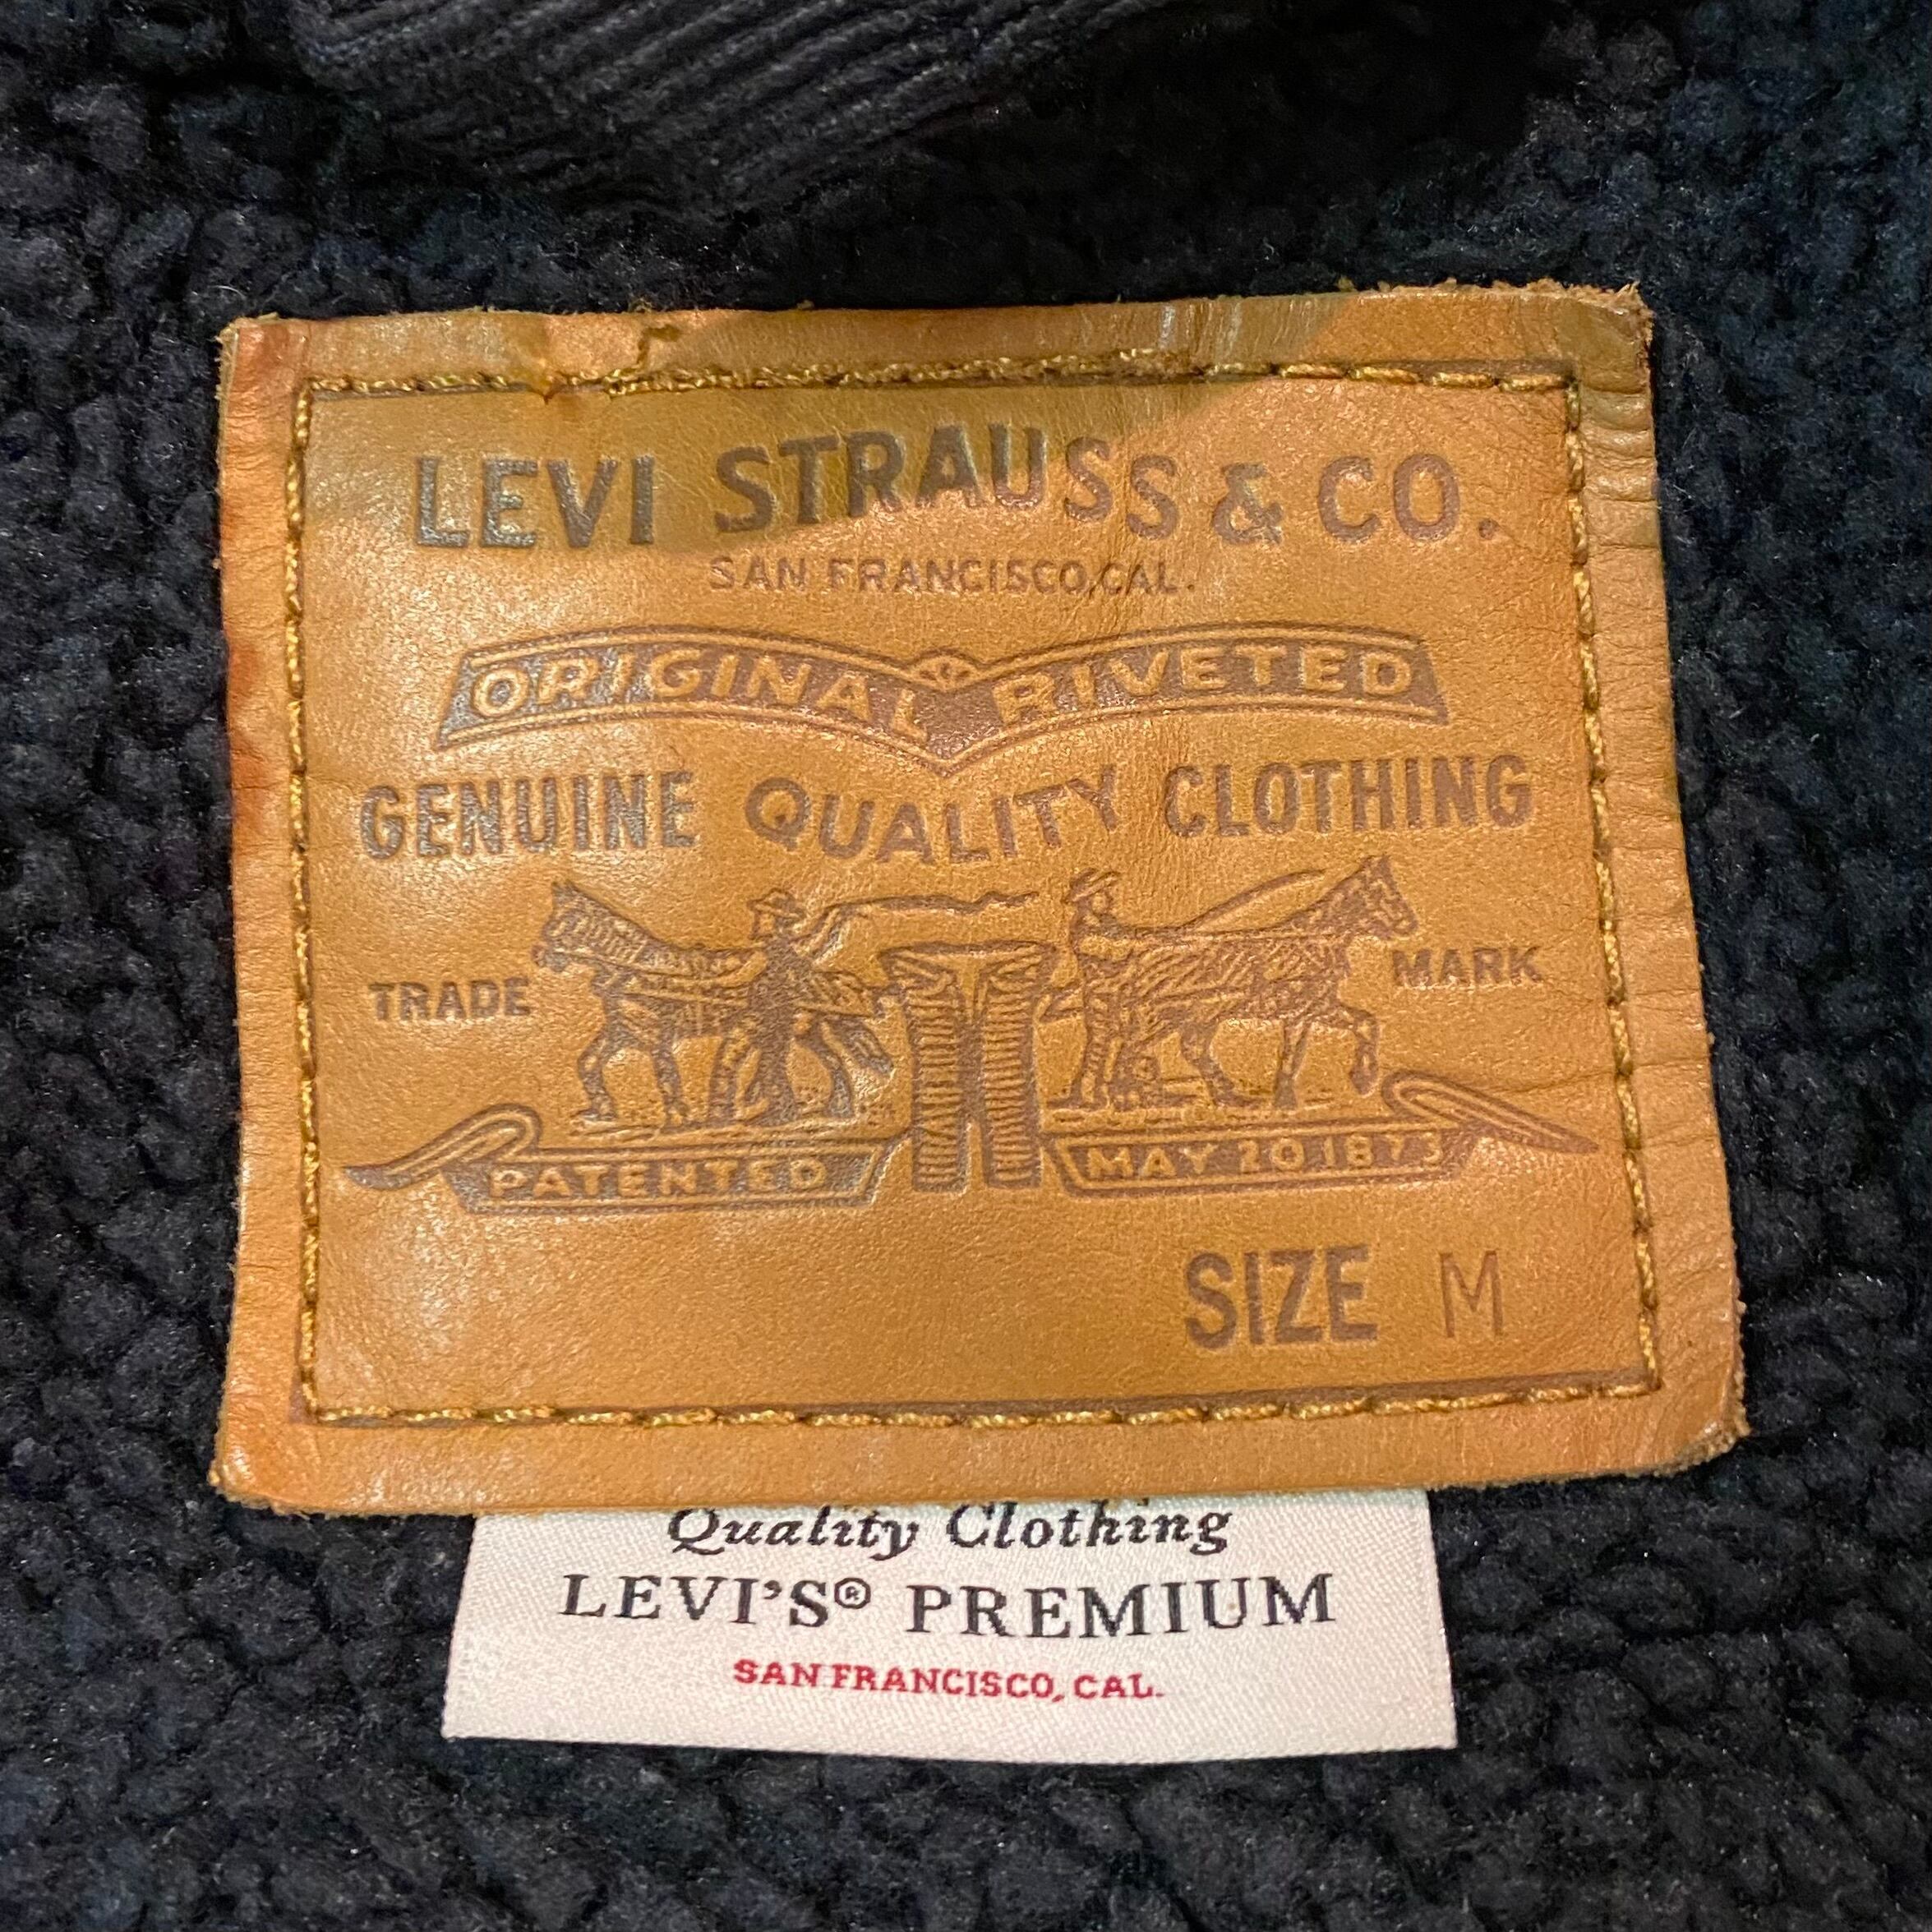 LEVI STRAUSS & CO.
SAN FRANCISCO, CAL.
ORIGINAL RIVETED
GENUINE QUALITY CLOTHING
TRADE MARK
PATENTED MAY 20 1873
SIZE M
Quality Clothing
LEVI'S® PREMIUM
SAN FRANCISCO, CAL.